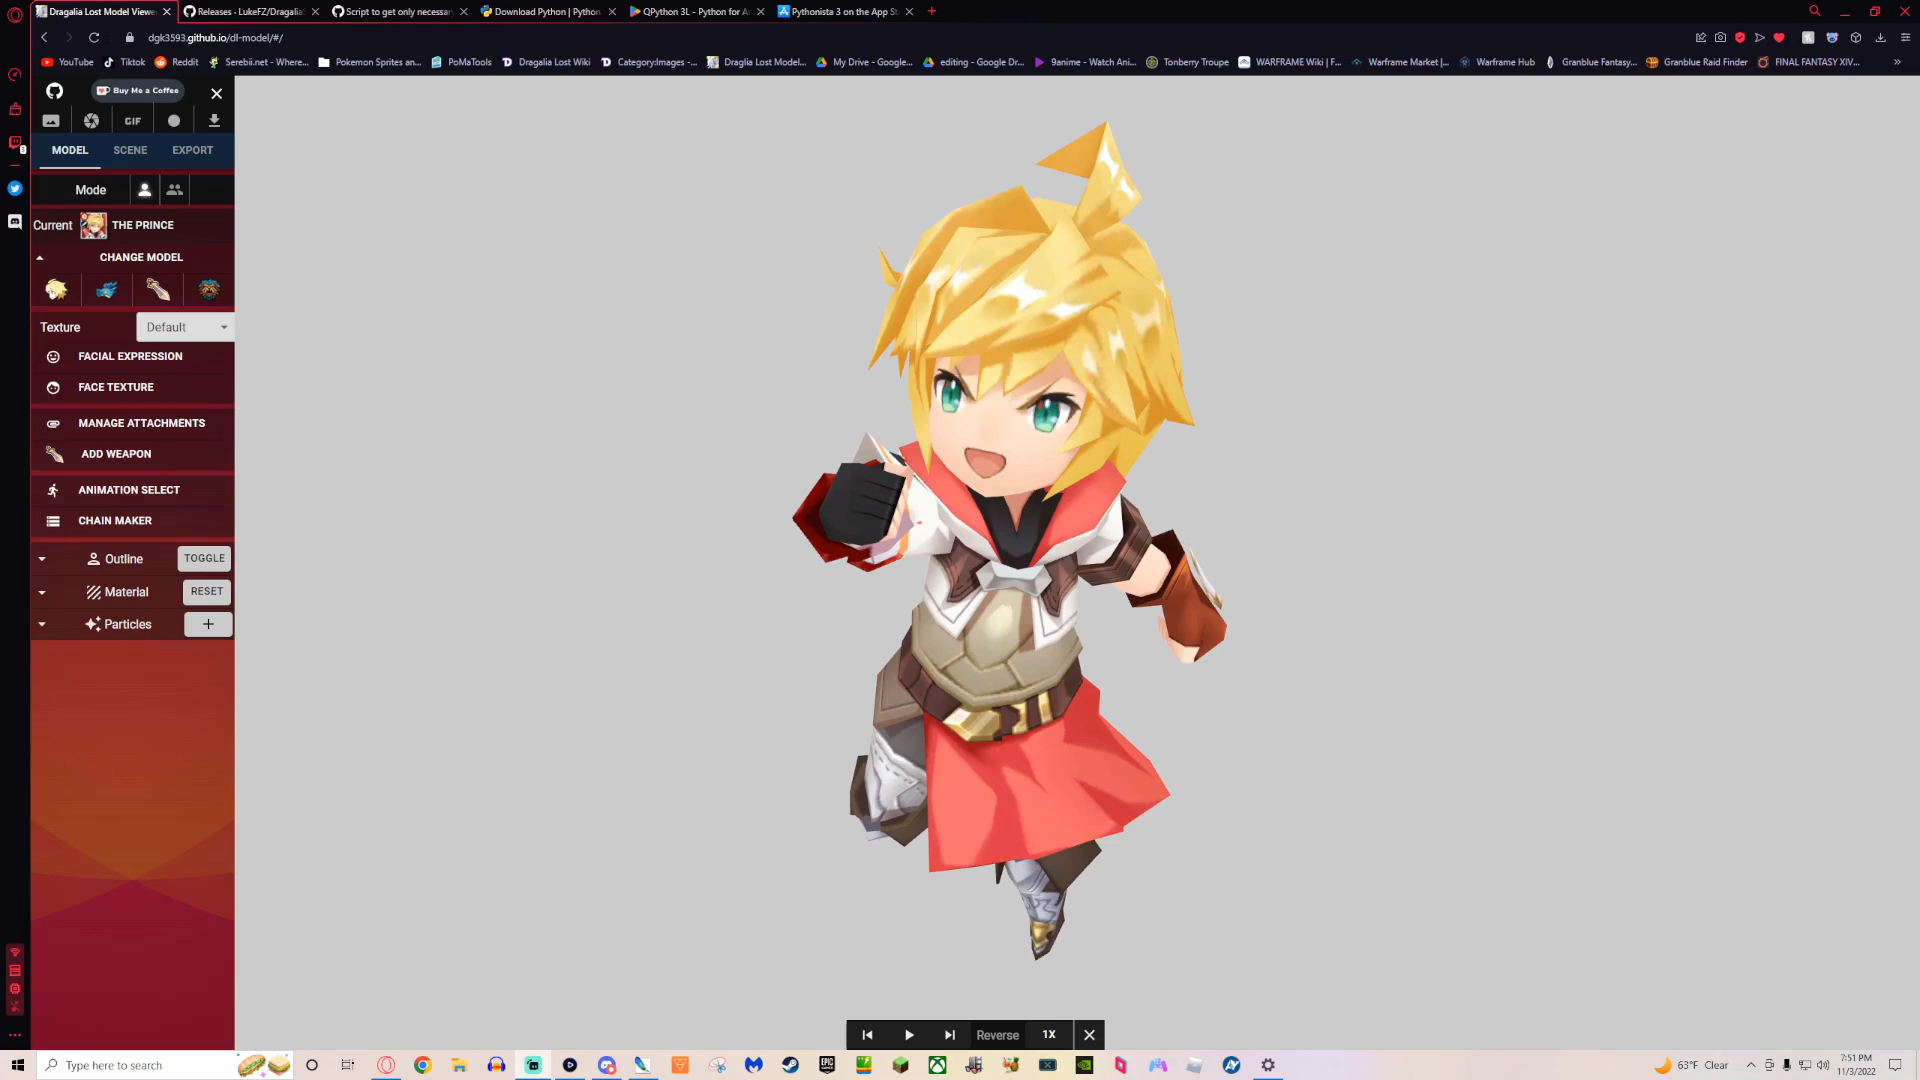 Dragalia Lost Model Viewe
Releases · LukeFZ/Dragalia
Script to get only necessar
Download Python | Python
QPython 3L - Python for A
Pythonista 3 on the App St
dgk3593.github.io/dl-model/#/
YouTube
Tiktok
Reddit
Serebii.net - Where...
Pokemon Sprites an...
PoMaTools
Dragalia Lost Wiki
Category:Images -...
Draglia Lost Model...
My Drive - Google...
editing - Google Dr...
9anime - Watch Ani...
Tonberry Troupe
WARFRAME Wiki | F...
Warframe Market |...
Warframe Hub
Granblue Fantasy...
Granblue Raid Finder
FINAL FANTASY XIV...
Buy Me a Coffee
GIF
MODEL SCENE EXPORT
Mode
Current THE PRINCE
CHANGE MODEL
Texture Default
FACIAL EXPRESSION
FACE TEXTURE
MANAGE ATTACHMENTS
ADD WEAPON
ANIMATION SELECT
CHAIN MAKER
Outline TOGGLE
Material RESET
Particles +
Reverse 1X
Type here to search
63°F Clear
7:51 PM
11/3/2022